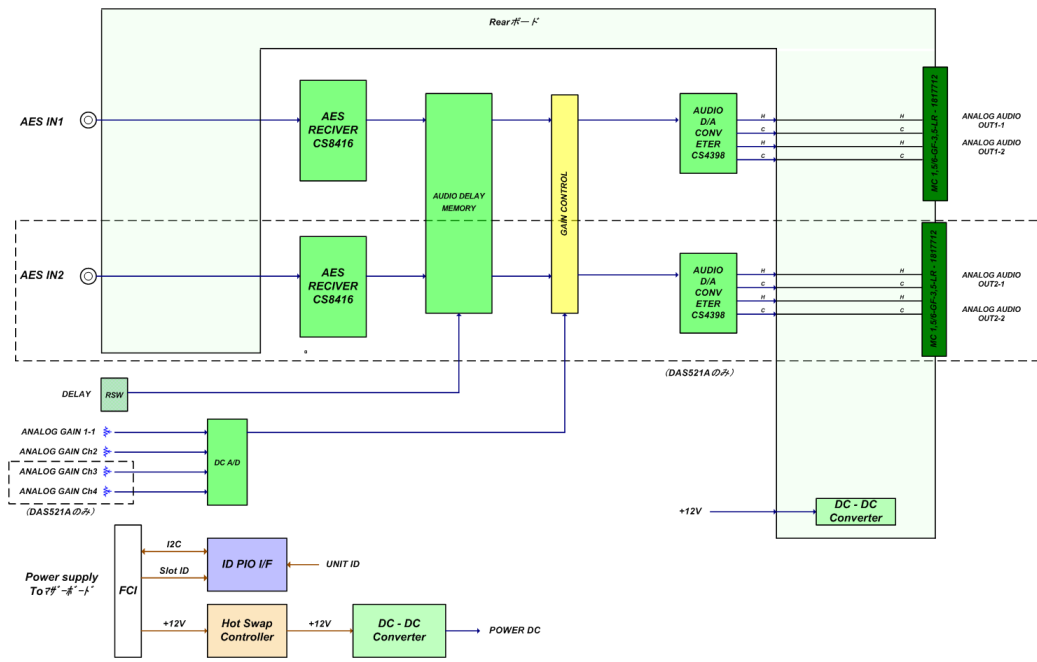 Rearボード
AES IN1
AES
RECIVER
CS8416
AUDIO DELAY
MEMORY
GAIN CONTROL
AUDIO
D/A
CONV
ETER
CS4398
H
C
H
C
H
C
H
C
MC 1,5/6-GF-3,5-LR - 1817712
ANALOG AUDIO
OUT1-1
ANALOG AUDIO
OUT1-2
AES IN2
AES
RECIVER
CS8416
AUDIO
D/A
CONV
ETER
CS4398
H
C
H
C
H
C
H
C
MC 1,5/6-GF-3,5-LR - 1817712
ANALOG AUDIO
OUT2-1
ANALOG AUDIO
OUT2-2
（DAS521Aのみ）
DELAY
RSW
ANALOG GAIN 1-1
ANALOG GAIN Ch2
ANALOG GAIN Ch3
ANALOG GAIN Ch4
（DAS521Aのみ）
DC A/D
+12V
DC - DC
Converter
Power supply
Toﾏｻﾞｰﾎﾞｰﾄﾞ
FCI
I2C
Slot ID
ID PIO I/F
UNIT ID
+12V
Hot Swap
Controller
+12V
DC - DC
Converter
POWER DC